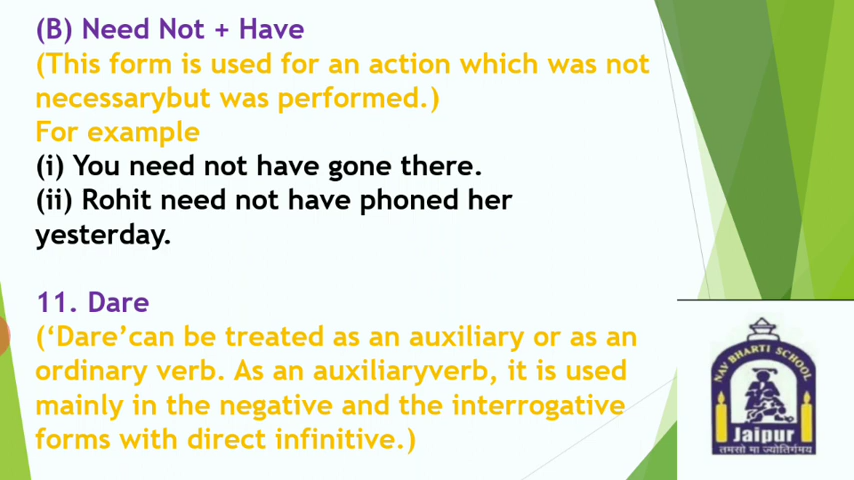 (B) Need Not + Have
(This form is used for an action which was not
necessarybut was performed.)
For example
(i) You need not have gone there.
(ii) Rohit need not have phoned her
yesterday.
11. Dare
(‘Dare’can be treated as an auxiliary or as an
ordinary verb. As an auxiliaryverb, it is used
mainly in the negative and the interrogative
forms with direct infinitive.)
NAV BHARTI SCHOOL
Jaipur
तमसो मा ज्योतिर्गमय